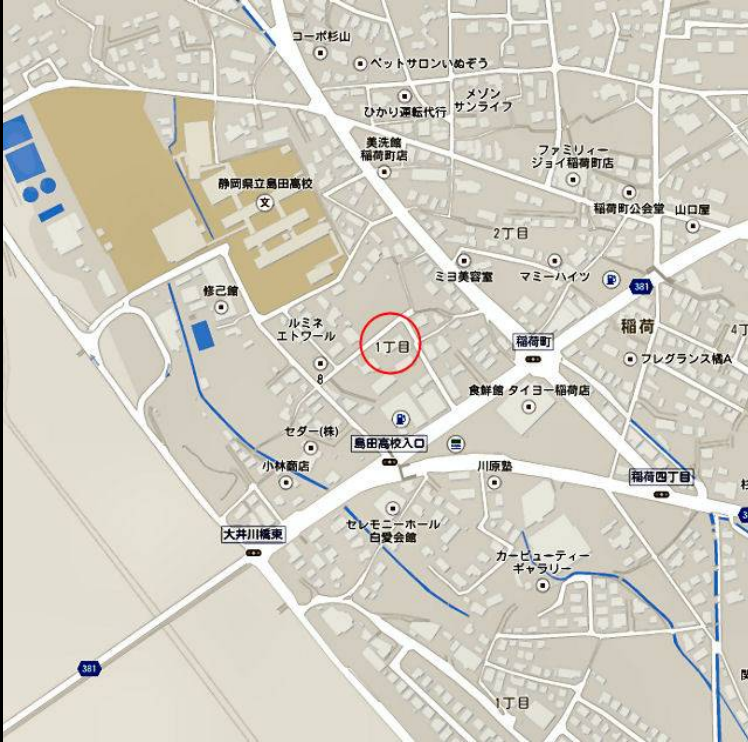 コーポ杉山
ペットサロンいぬぞう
メゾン
サンライフ
ひかり運転代行
美洗館
稲荷町店
ファミリィー
ジョイ稲荷町店
静岡県立島田高校
文
稲荷町公会堂
山口屋
2丁目
ミヨ美容室
マミーハイツ
381
修己館
ルミネ
エトワール
1丁目
稲荷町
稲荷
4丁
フレグランス橘A
8
食鮮館 タイヨー稲荷店
セダー(株)
島田高校入口
小林商店
川原塾
稲荷四丁目
大井川橋東
セレモニーホール
白愛会館
カービューティー
ギャラリー
381
1丁目